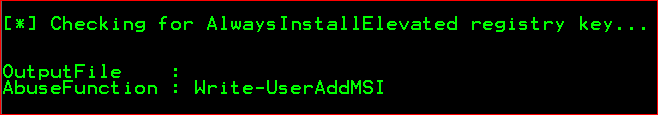 [*] Checking for AlwaysInstallElevated registry key...
OutputFile    :
AbuseFunction : Write-UserAddMSI